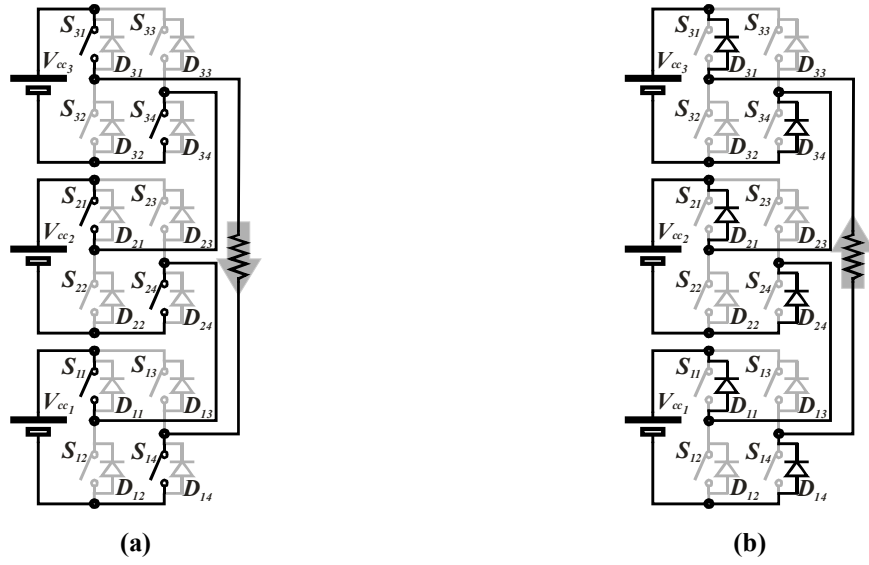 S31 S33
Vcc3
D31 D33
S32 S34
D32 D34
S21 S23
Vcc2
D21 D23
S22 S24
D22 D24
S11 S13
Vcc1
D11 D13
S12 S14
D12 D14
(a)
S31 S33
Vcc3
D31 D33
S32 S34
D32 D34
S21 S23
Vcc2
D21 D23
S22 S24
D22 D24
S11 S13
Vcc1
D11 D13
S12 S14
D12 D14
(b)